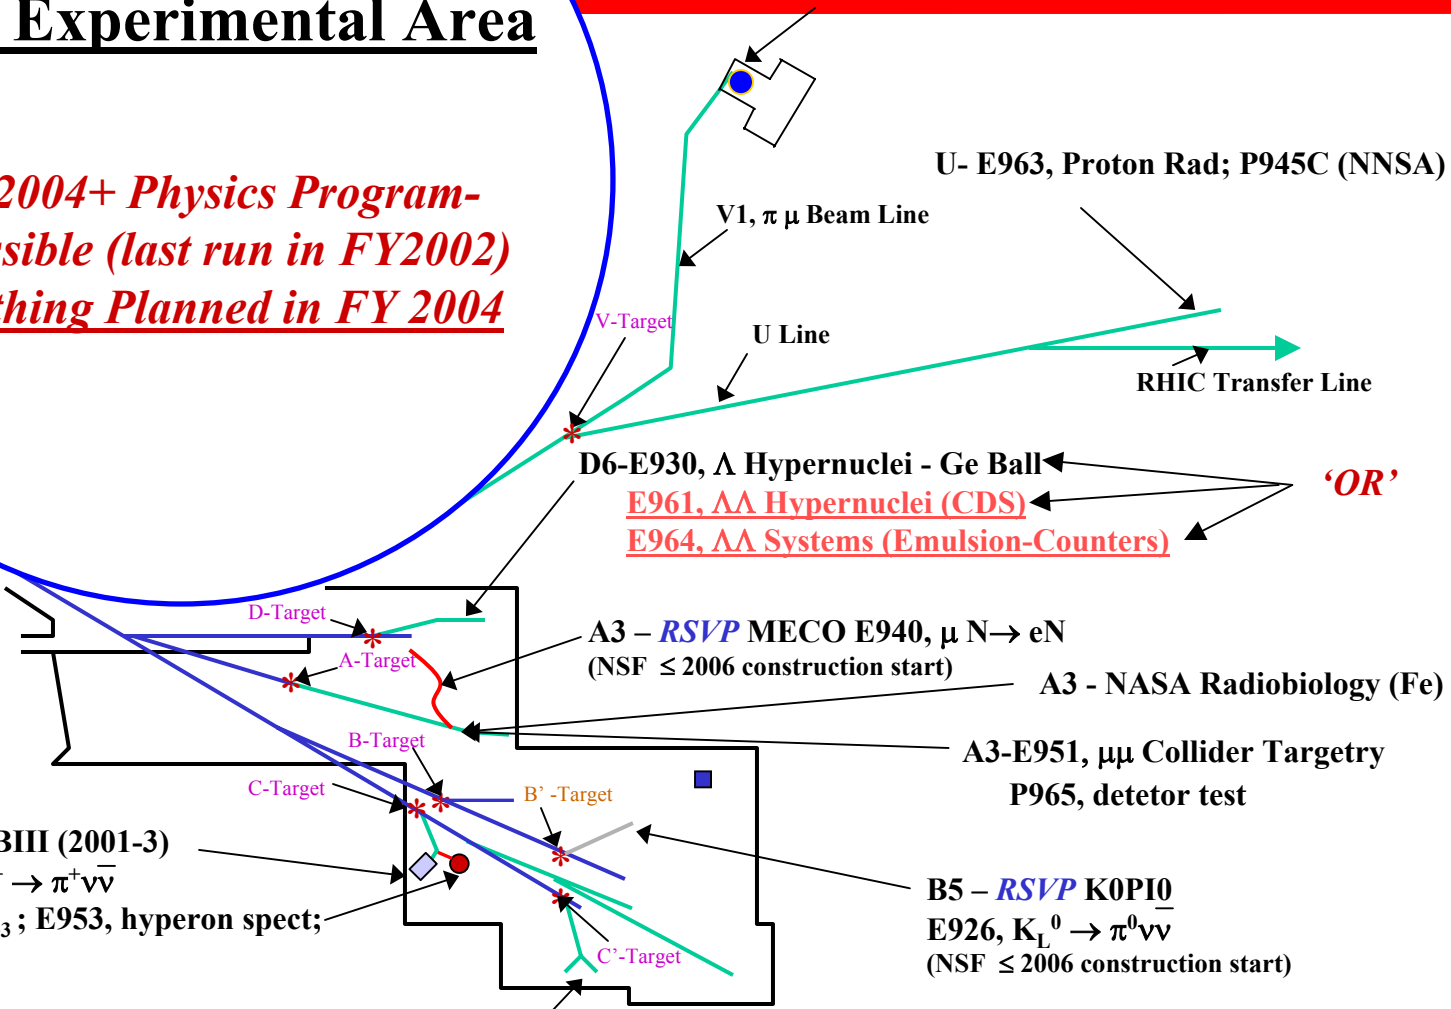 Experimental Area
2004+ Physics Program-
sible (last run in FY2002)
thing Planned in FY 2004
U- E963, Proton Rad; P945C (NNSA)
V1, π μ Beam Line
V-Target
U Line
RHIC Transfer Line
D6-E930, Λ Hypernuclei - Ge Ball
E961, ΛΛ Hypernuclei (CDS)
E964, ΛΛ Systems (Emulsion-Counters)
‘OR’
D-Target
A-Target
A3 – RSVP MECO E940, μ N→ eN
(NSF ≤ 2006 construction start)
A3 - NASA Radiobiology (Fe)
A3-E951, μμ Collider Targetry
P965, detetor test
B-Target
C-Target
B’ -Target
BIII (2001-3)
→ π⁺νν̅
3 ; E953, hyperon spect;
C’-Target
B5 – RSVP K0PI0
E926, K_L⁰ → π⁰νν̅
(NSF ≤ 2006 construction start)